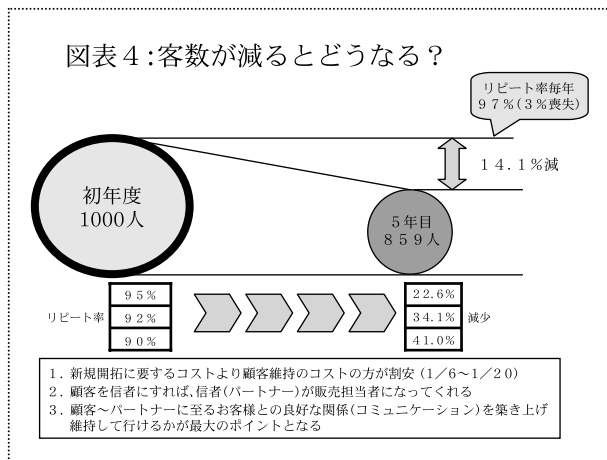 図表４:客数が減るとどうなる？
リピート率毎年
９７％(３％喪失)
１４.１％減
初年度
1000人
５年目
８５９人
リピート率
９５％
９２％
９０％
22.6％
34.1％
41.0％
減少
１．新規開拓に要するコストより顧客維持のコストの方が割安（１／６～１／２０）
２．顧客を信者にすれば､信者(パートナー)が販売担当者になってくれる
３．顧客～パートナーに至るお客様との良好な関係(コミュニケーション)を築き上げ
維持して行けるかが最大のポイントとなる